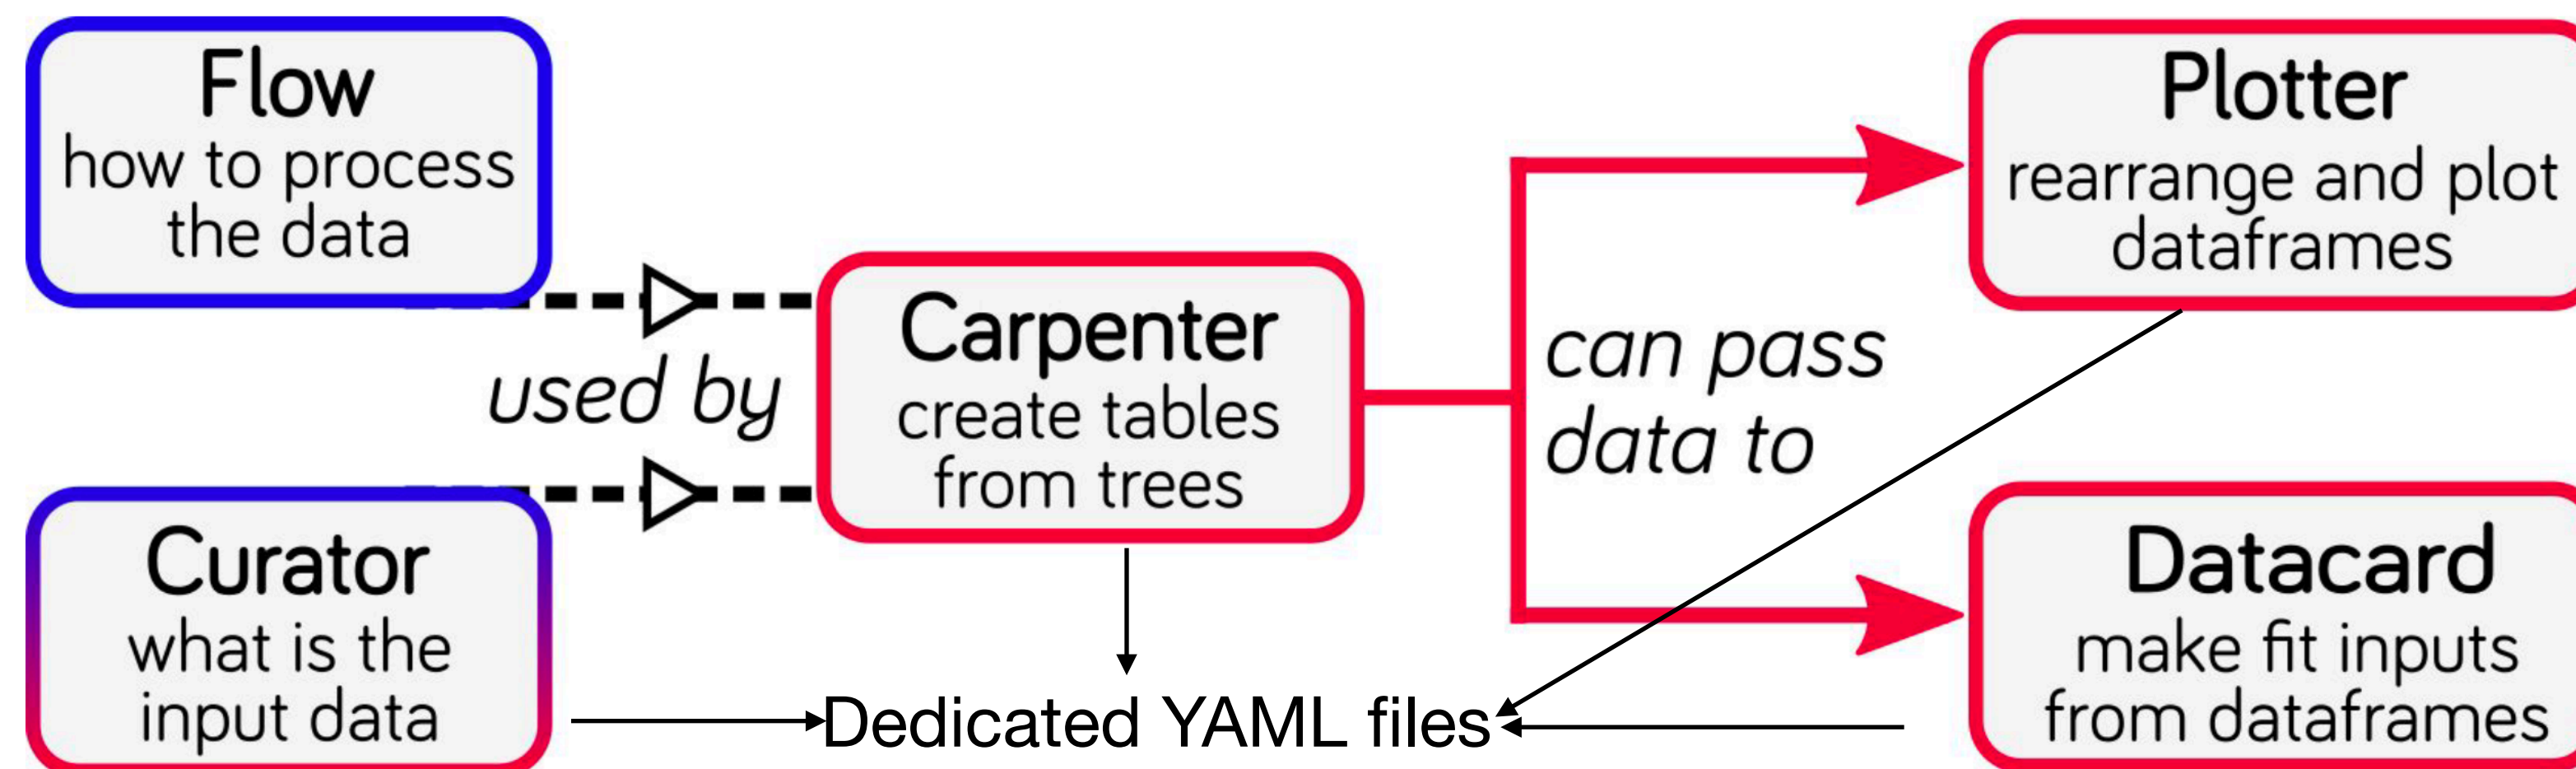 Flow
how to process
the data
Curator
what is the
input data
used by
Carpenter
create tables
from trees
can pass
data to
Plotter
rearrange and plot
dataframes
Datacard
make fit inputs
from dataframes
Dedicated YAML files